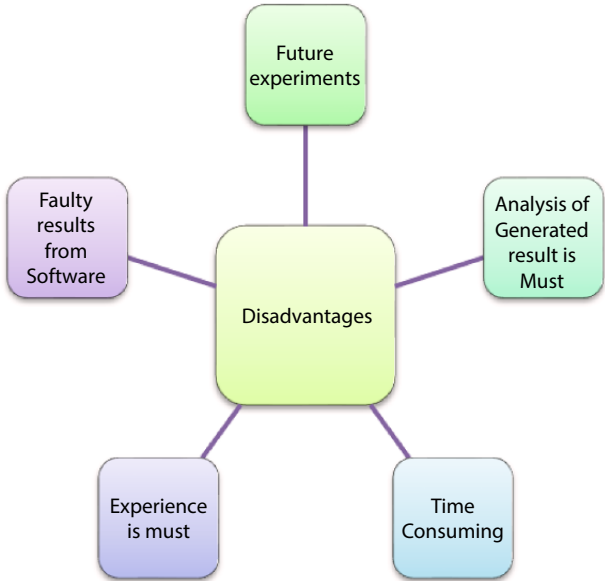 Future
experiments
Faulty
results
from
Software
Analysis of
Generated
result is
Must
Disadvantages
Experience
is must
Time
Consuming